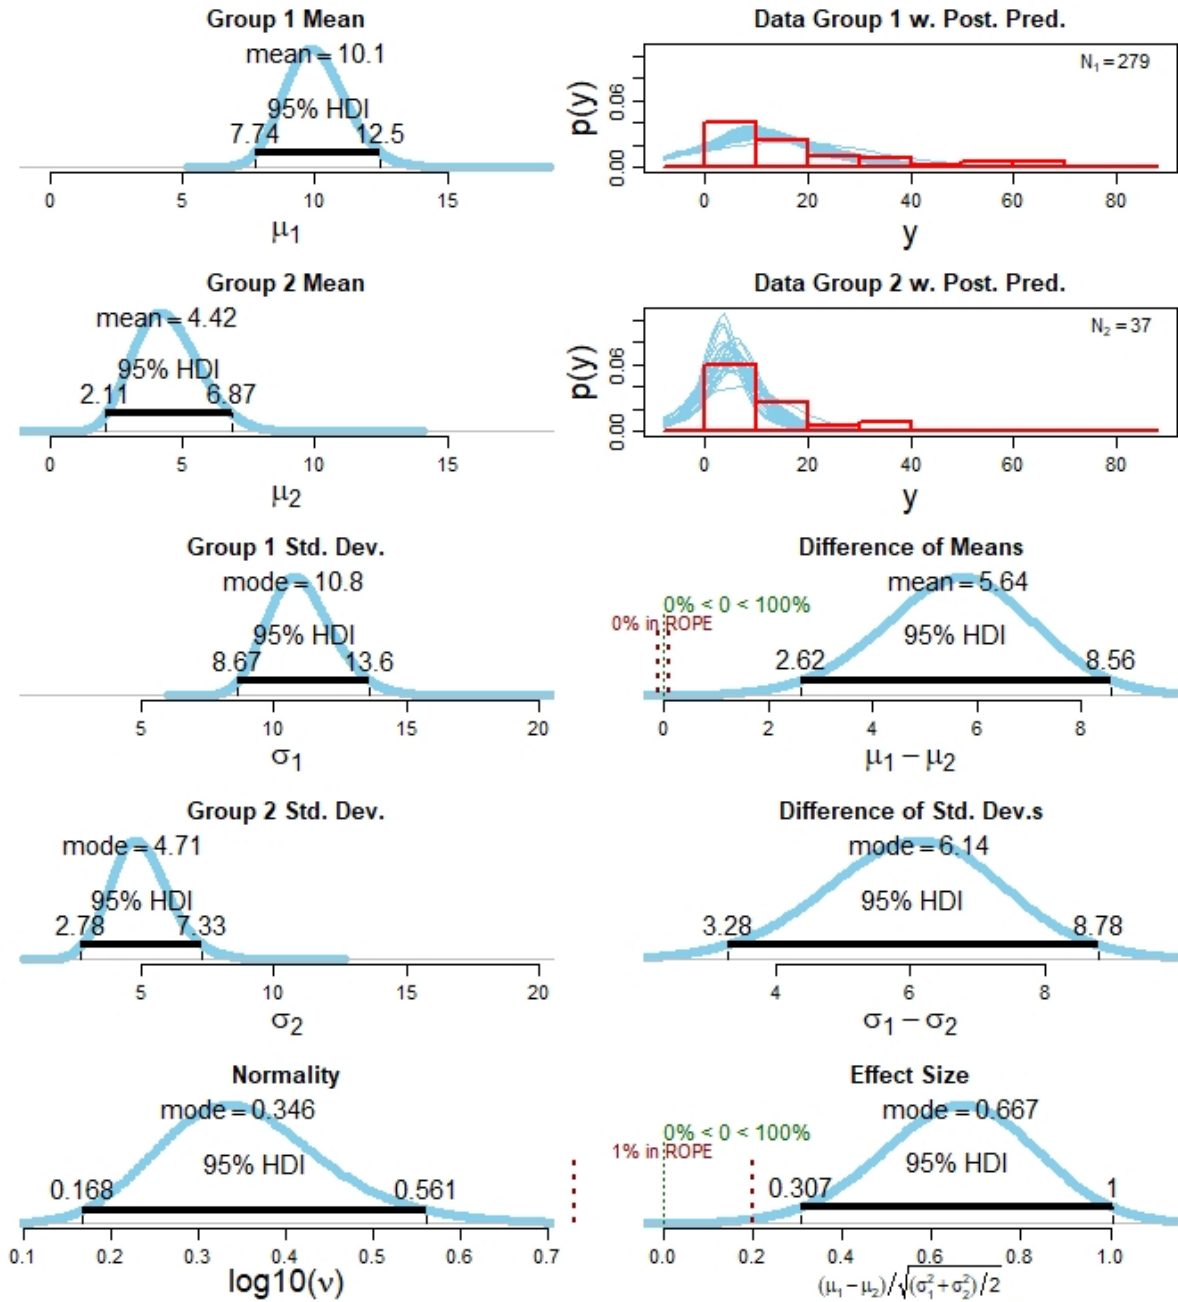 Group 1 Mean
mean = 10.1
95% HDI
7.74 12.5
0 5 10 15
μ1
Data Group 1 w. Post. Pred.
N1 = 279
p(y)
0.00 0.06
0 20 40 60 80
y
Group 2 Mean
mean = 4.42
95% HDI
2.11 6.87
0 5 10 15
μ2
Data Group 2 w. Post. Pred.
N2 = 37
p(y)
0.00 0.06
0 20 40 60 80
y
Group 1 Std. Dev.
mode = 10.8
95% HDI
8.67 13.6
5 10 15 20
σ1
Difference of Means
mean = 5.64
0% < 0 < 100%
0% in ROPE
95% HDI
2.62 8.56
0 2 4 6 8
μ1 − μ2
Group 2 Std. Dev.
mode = 4.71
95% HDI
2.78 7.33
5 10 15 20
σ2
Difference of Std. Dev.s
mode = 6.14
95% HDI
3.28 8.78
4 6 8
σ1 − σ2
Normality
mode = 0.346
95% HDI
0.168 0.561
0.1 0.2 0.3 0.4 0.5 0.6 0.7
log10(ν)
Effect Size
mode = 0.667
0% < 0 < 100%
1% in ROPE
95% HDI
0.307 1
0.0 0.2 0.4 0.6 0.8 1.0
(μ1 − μ2)/√(σ1² + σ2²)/2